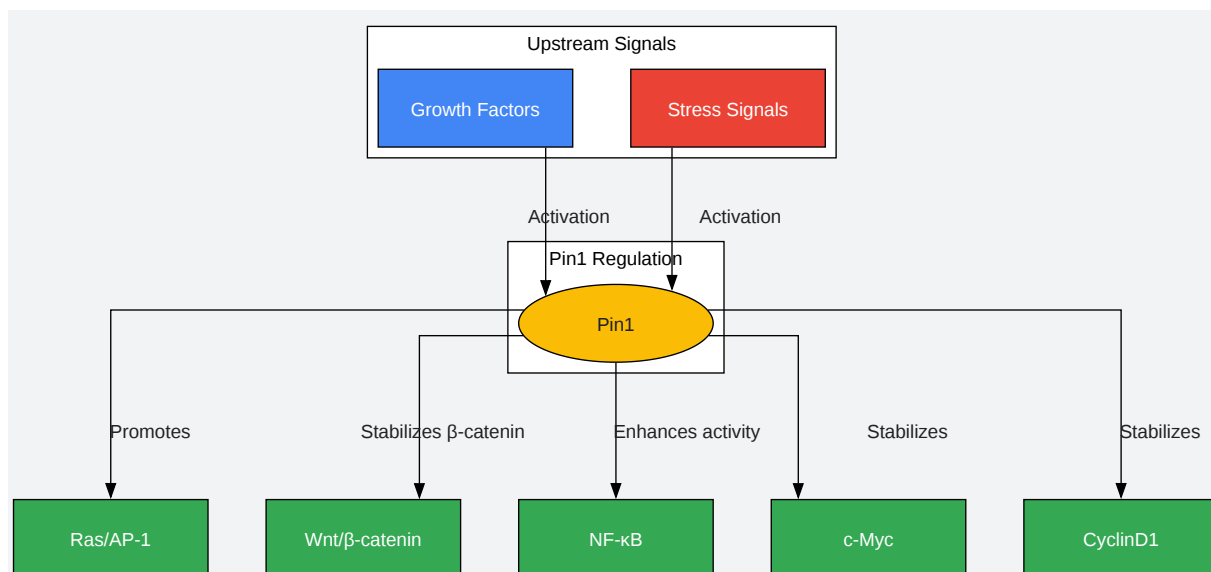 Upstream Signals
Growth Factors
Stress Signals
Activation
Activation
Pin1 Regulation
Pin1
Promotes
Stabilizes β-catenin
Enhances activity
Stabilizes
Stabilizes
Ras/AP-1
Wnt/β-catenin
NF-κB
c-Myc
CyclinD1